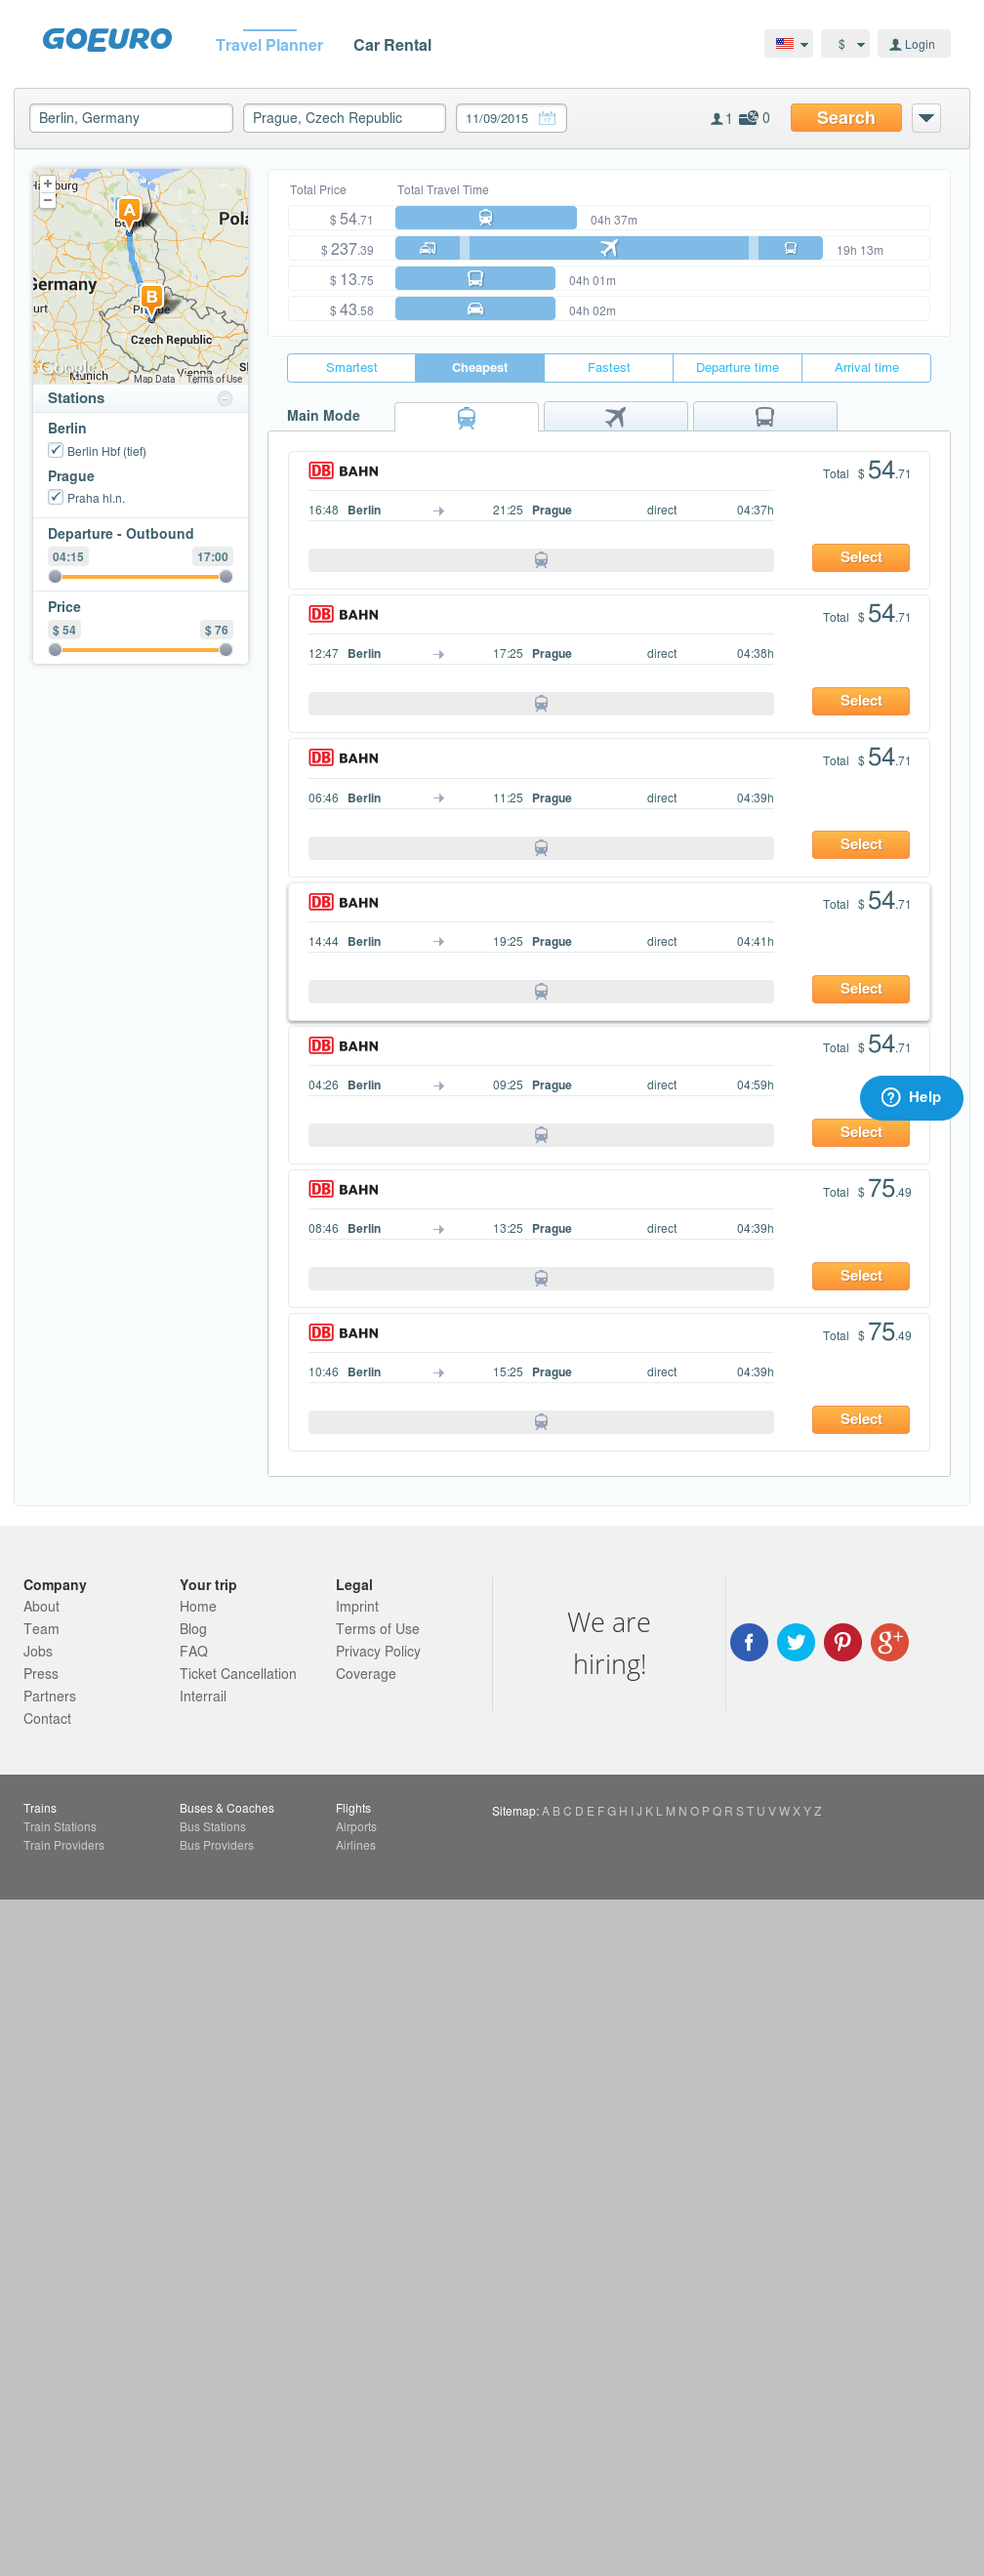 GOEURO
Travel Planner Car Rental
$ Login
Berlin, Germany Prague, Czech Republic 11/09/2015 1 0 Search
Total Price Total Travel Time
$ 54.71 04h 37m
$ 237.39 19h 13m
$ 13.75 04h 01m
$ 43.58 04h 02m
A
B
Germany
Prague
Czech Republic
Munich Vienna
Google
Map Data Terms of Use
Smartest Cheapest Fastest Departure time Arrival time
Stations
Berlin
Berlin Hbf (tief)
Prague
Praha hl.n.
Departure - Outbound
04:15 17:00
Price
$ 54 $ 76
Main Mode
DB BAHN Total $ 54.71
16:48 Berlin 21:25 Prague direct 04:37h
Select
DB BAHN Total $ 54.71
12:47 Berlin 17:25 Prague direct 04:38h
Select
DB BAHN Total $ 54.71
06:46 Berlin 11:25 Prague direct 04:39h
Select
DB BAHN Total $ 54.71
14:44 Berlin 19:25 Prague direct 04:41h
Select
DB BAHN Total $ 54.71
04:26 Berlin 09:25 Prague direct 04:59h
Help
Select
DB BAHN Total $ 75.49
08:46 Berlin 13:25 Prague direct 04:39h
Select
DB BAHN Total $ 75.49
10:46 Berlin 15:25 Prague direct 04:39h
Select
Company
About
Team
Jobs
Press
Partners
Contact
Your trip
Home
Blog
FAQ
Ticket Cancellation
Interrail
Legal
Imprint
Terms of Use
Privacy Policy
Coverage
We are
hiring!
Trains
Train Stations
Train Providers
Buses & Coaches
Bus Stations
Bus Providers
Flights
Airports
Airlines
Sitemap: A B C D E F G H I J K L M N O P Q R S T U V W X Y Z